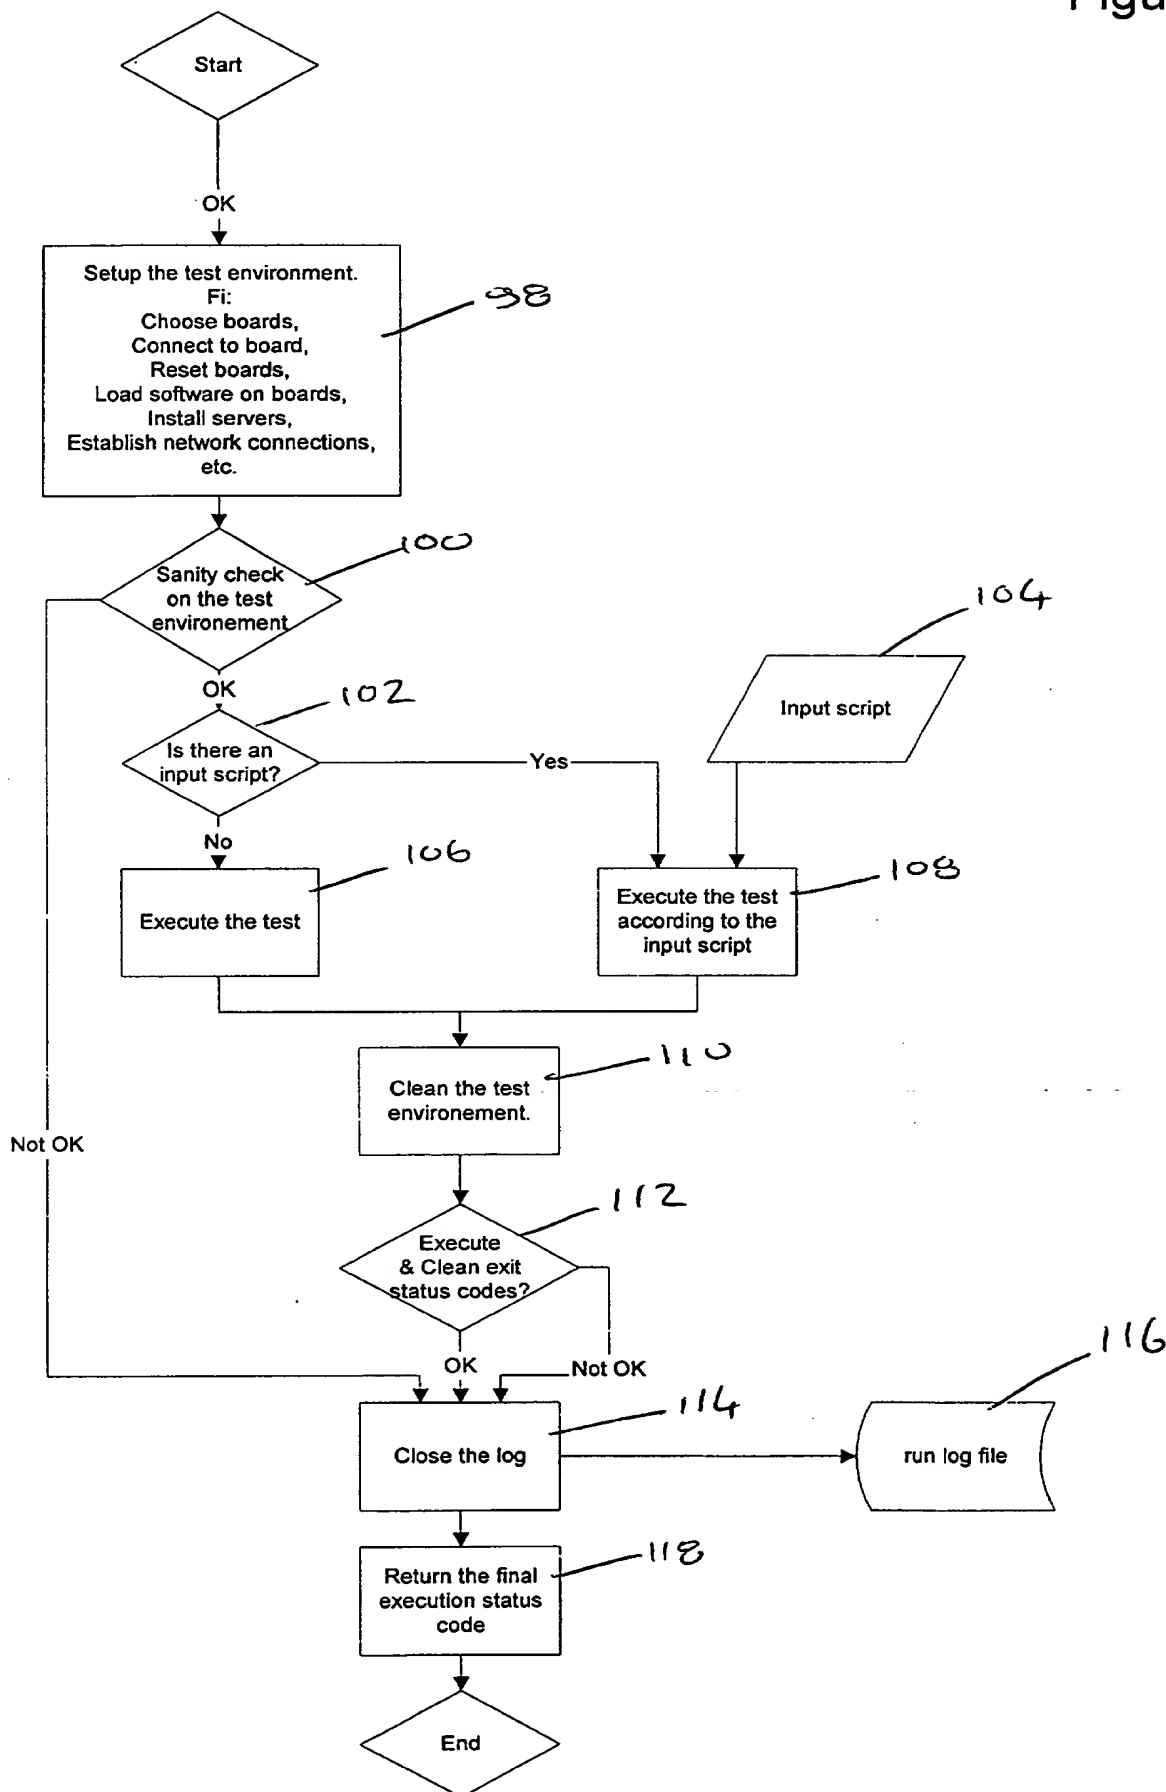 Start
OK
Setup the test environment.
Fi:
Choose boards,
Connect to board,
Reset boards,
Load software on boards,
Install servers,
Establish network connections,
etc.
98
Sanity check
on the test
environement
100
104
OK
102
Input script
Is there an
input script?
Yes
No
106
108
Execute the test
Execute the test
according to the
input script
110
Clean the test
environement.
Not OK
112
Execute
& Clean exit
status codes?
116
OK
Not OK
114
Close the log
run log file
118
Return the final
execution status
code
End